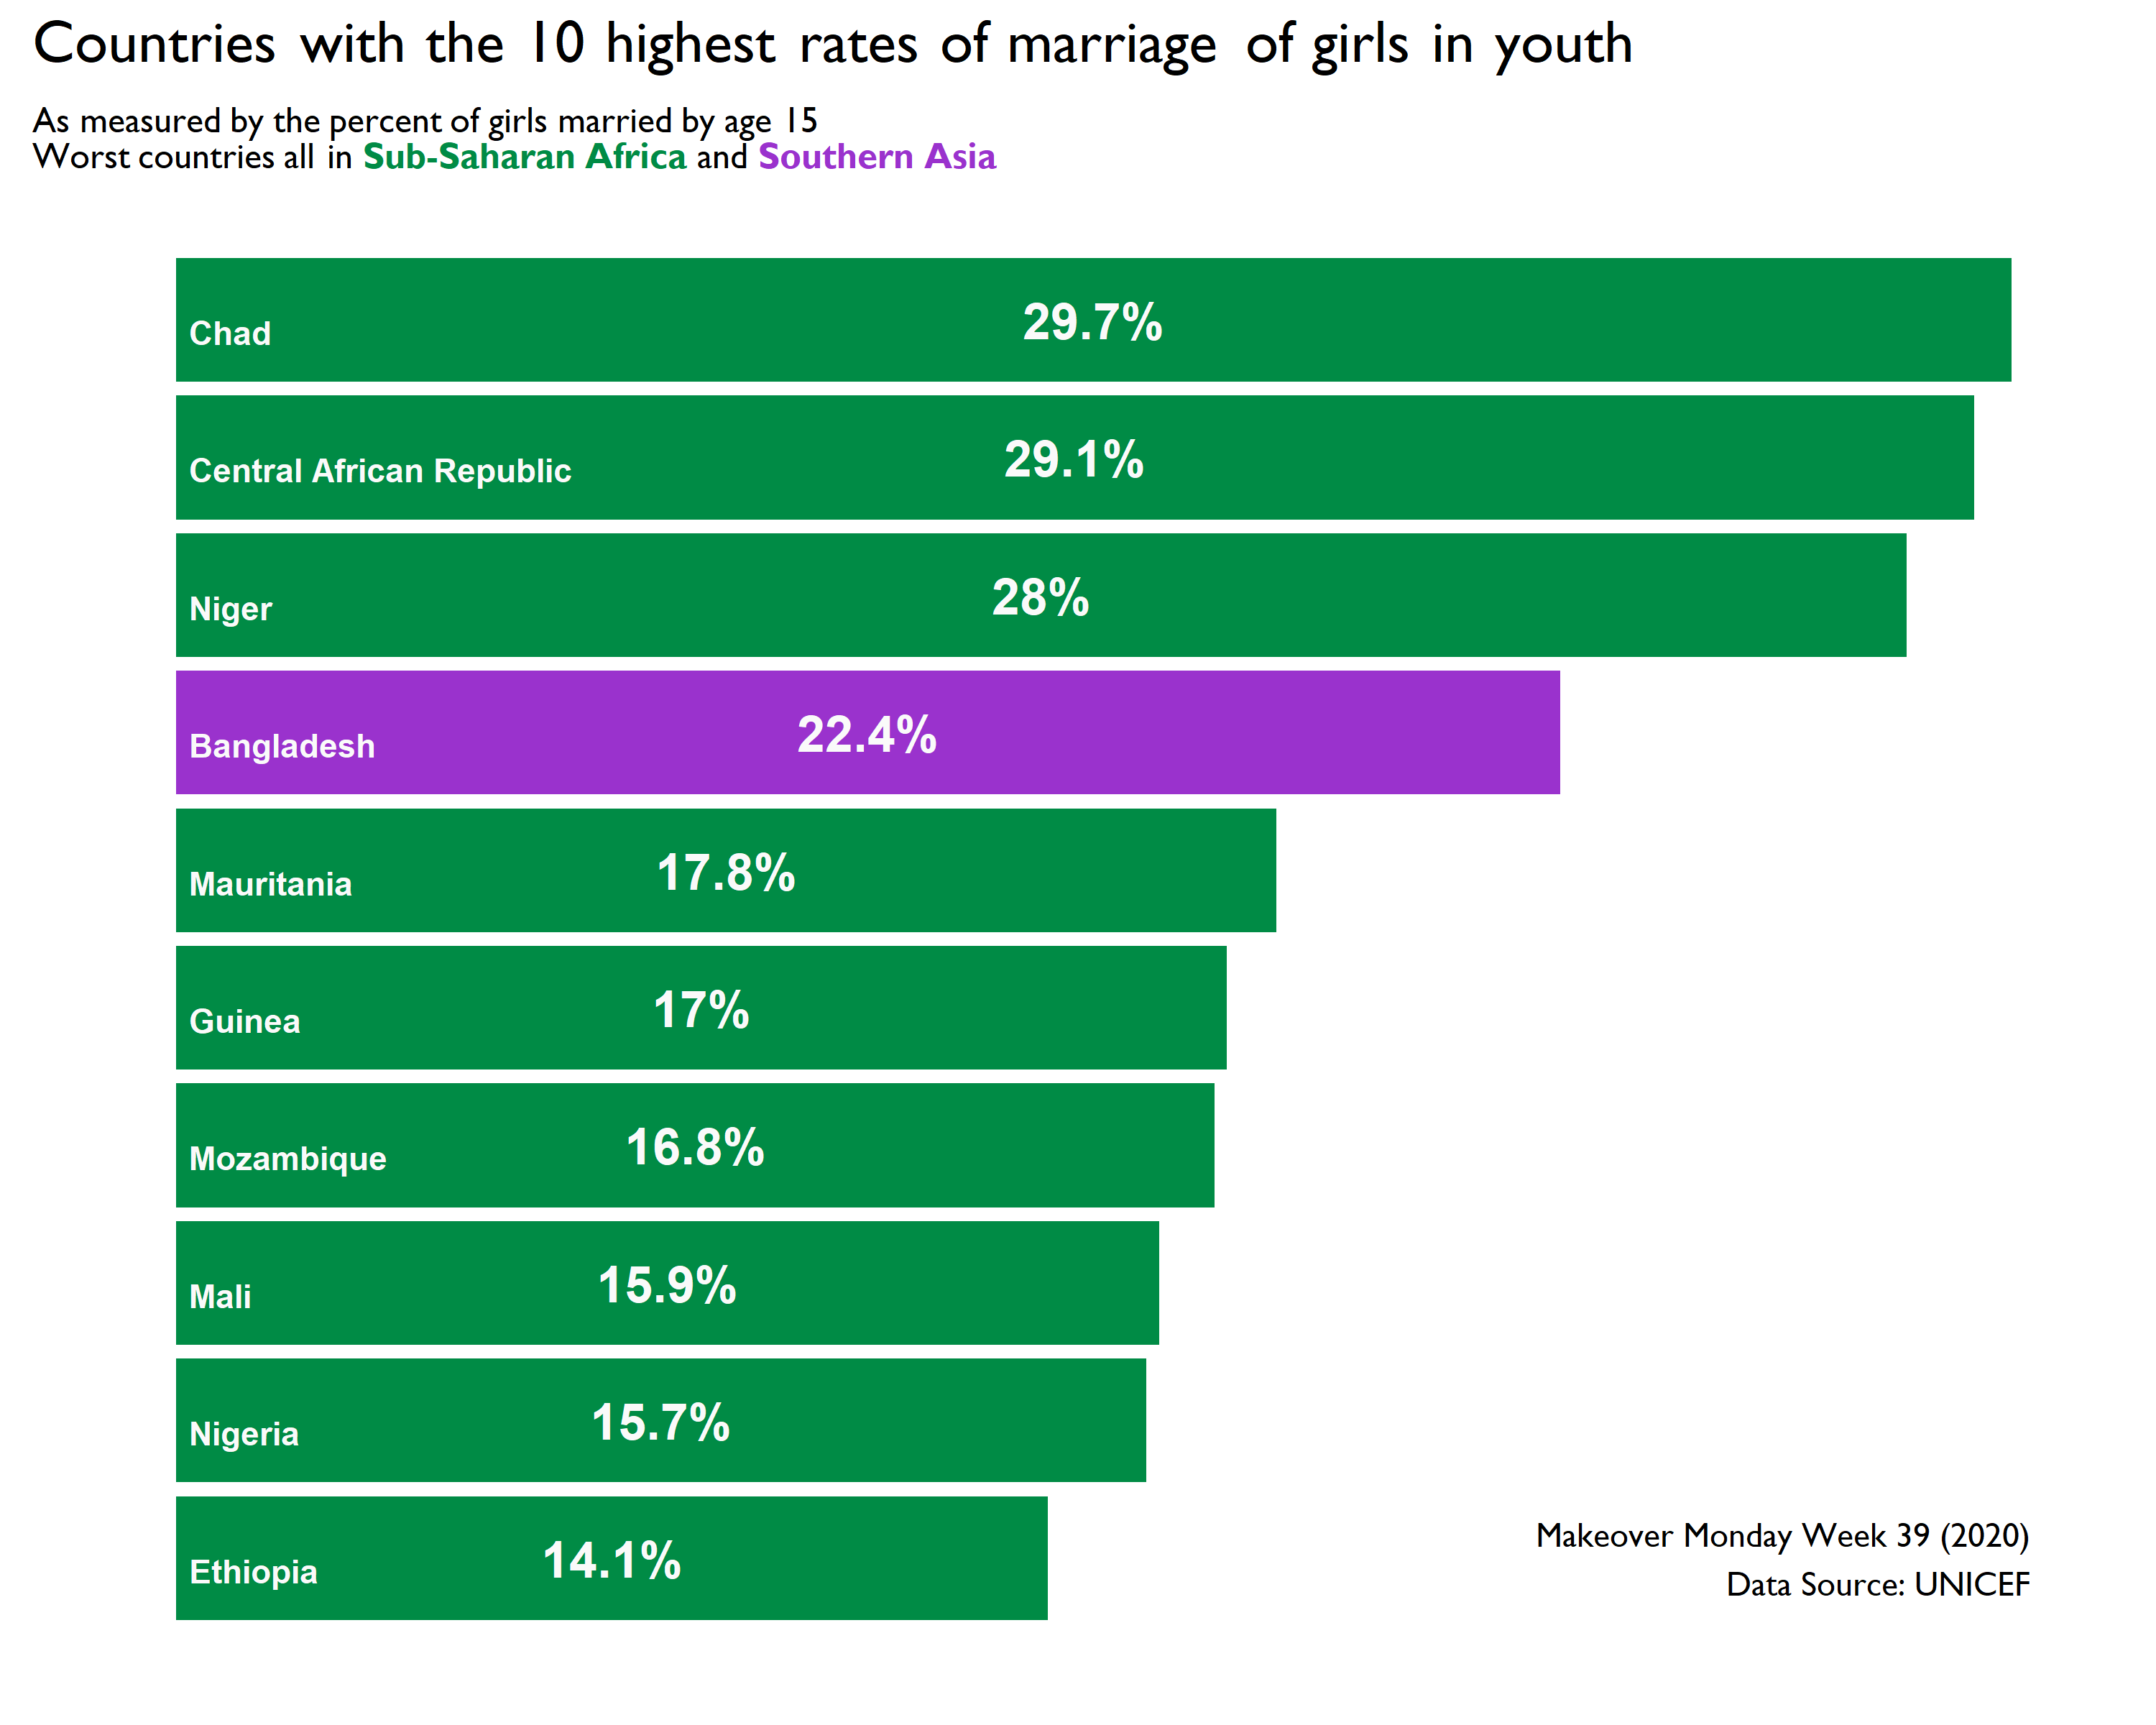 Countries with the 10 highest rates of marriage of girls in youth
As measured by the percent of girls married by age 15
Worst countries all in Sub-Saharan Africa and Southern Asia
Chad 29.7%
Central African Republic 29.1%
Niger 28%
Bangladesh 22.4%
Mauritania 17.8%
Guinea 17%
Mozambique 16.8%
Mali 15.9%
Nigeria 15.7%
Ethiopia 14.1%
Makeover Monday Week 39 (2020)
Data Source: UNICEF